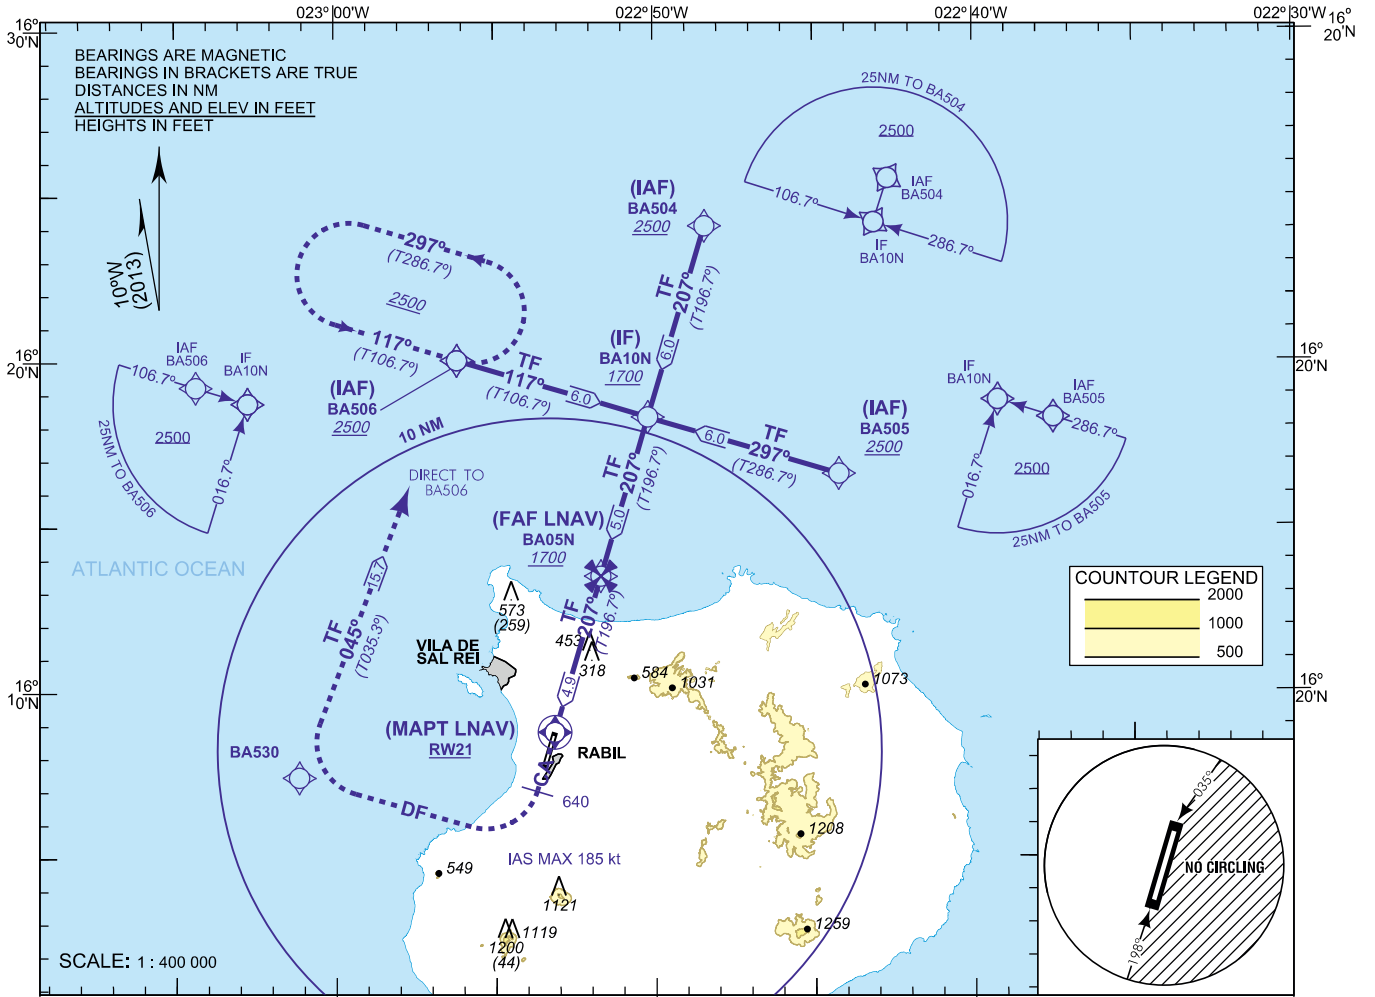 023°00'W
022°50'W
022°40'W
022°30'W
16°
30'N
16°
20'N
BEARINGS ARE MAGNETIC
BEARINGS IN BRACKETS ARE TRUE
DISTANCES IN NM
ALTITUDES AND ELEV IN FEET
HEIGHTS IN FEET
10°W
(2013)
25NM TO BA504
2500
IAF
BA504
106.7°
286.7°
IF
BA10N
(IAF)
BA504
2500
TF
207°
(T196.7°)
6.0
297°
(T286.7°)
2500
117°
(T106.7°)
(IF)
BA10N
1700
TF
117°
(T106.7°)
6.0
(IAF)
BA506
2500
16°
20'N
16°
20'N
IAF
BA506
IF
BA10N
106.7°
2500
016.7°
25NM TO BA506
IF
BA10N
IAF
BA505
286.7°
2500
016.7°
25NM TO BA505
(IAF)
BA505
2500
6.0
TF
297°
(T286.7°)
10 NM
DIRECT TO
BA506
TF
207°
(T196.7°)
5.0
(FAF LNAV)
BA05N
1700
ATLANTIC OCEAN
15.7
TF
045°
(T035.3°)
573
(259)
TF
207°
(T196.7°)
453
318
4.9
VILA DE
SAL REI
584
1031
1073
COUNTOUR LEGEND
2000
1000
500
16°
10'N
16°
20'N
(MAPT LNAV)
RW21
RABIL
BA530
CA
640
DF
IAS MAX 185 kt
549
1121
1119
1200
(44)
1208
1259
035°
NO CIRCLING
198°
SCALE: 1 : 400 000